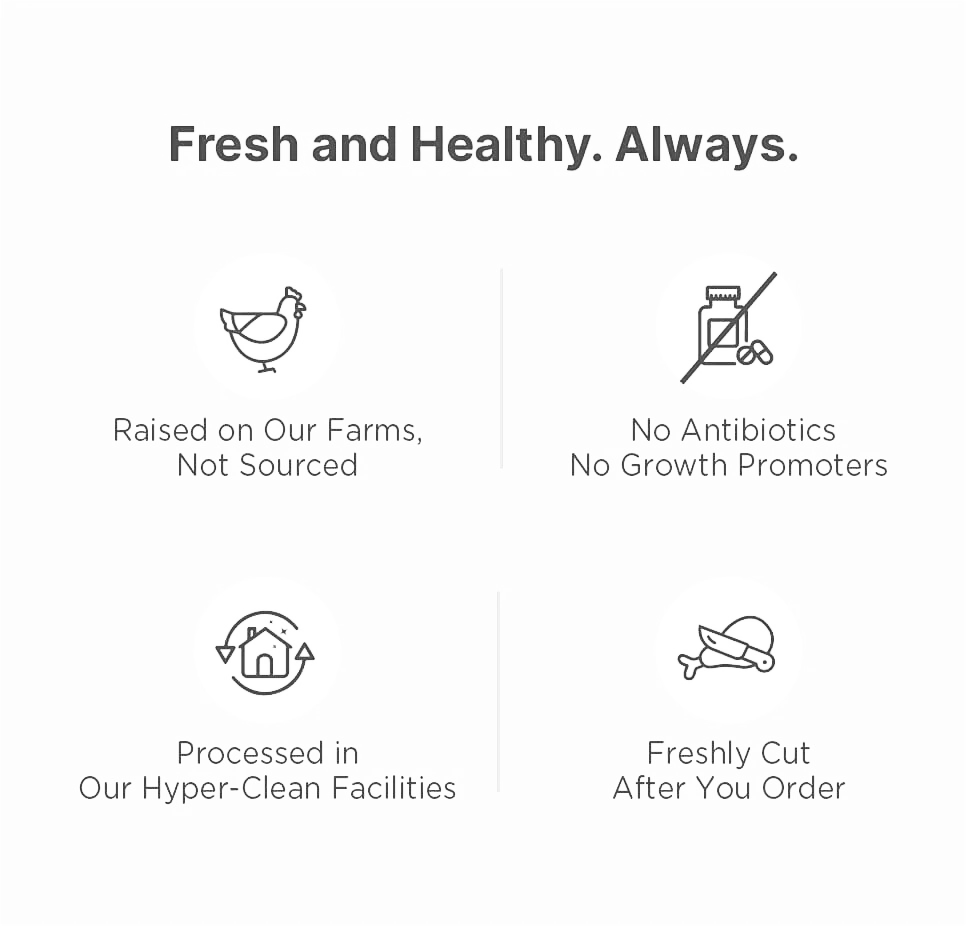 Fresh and Healthy. Always.
Raised on Our Farms,
Not Sourced
No Antibiotics
No Growth Promoters
Processed in
Our Hyper-Clean Facilities
Freshly Cut
After You Order